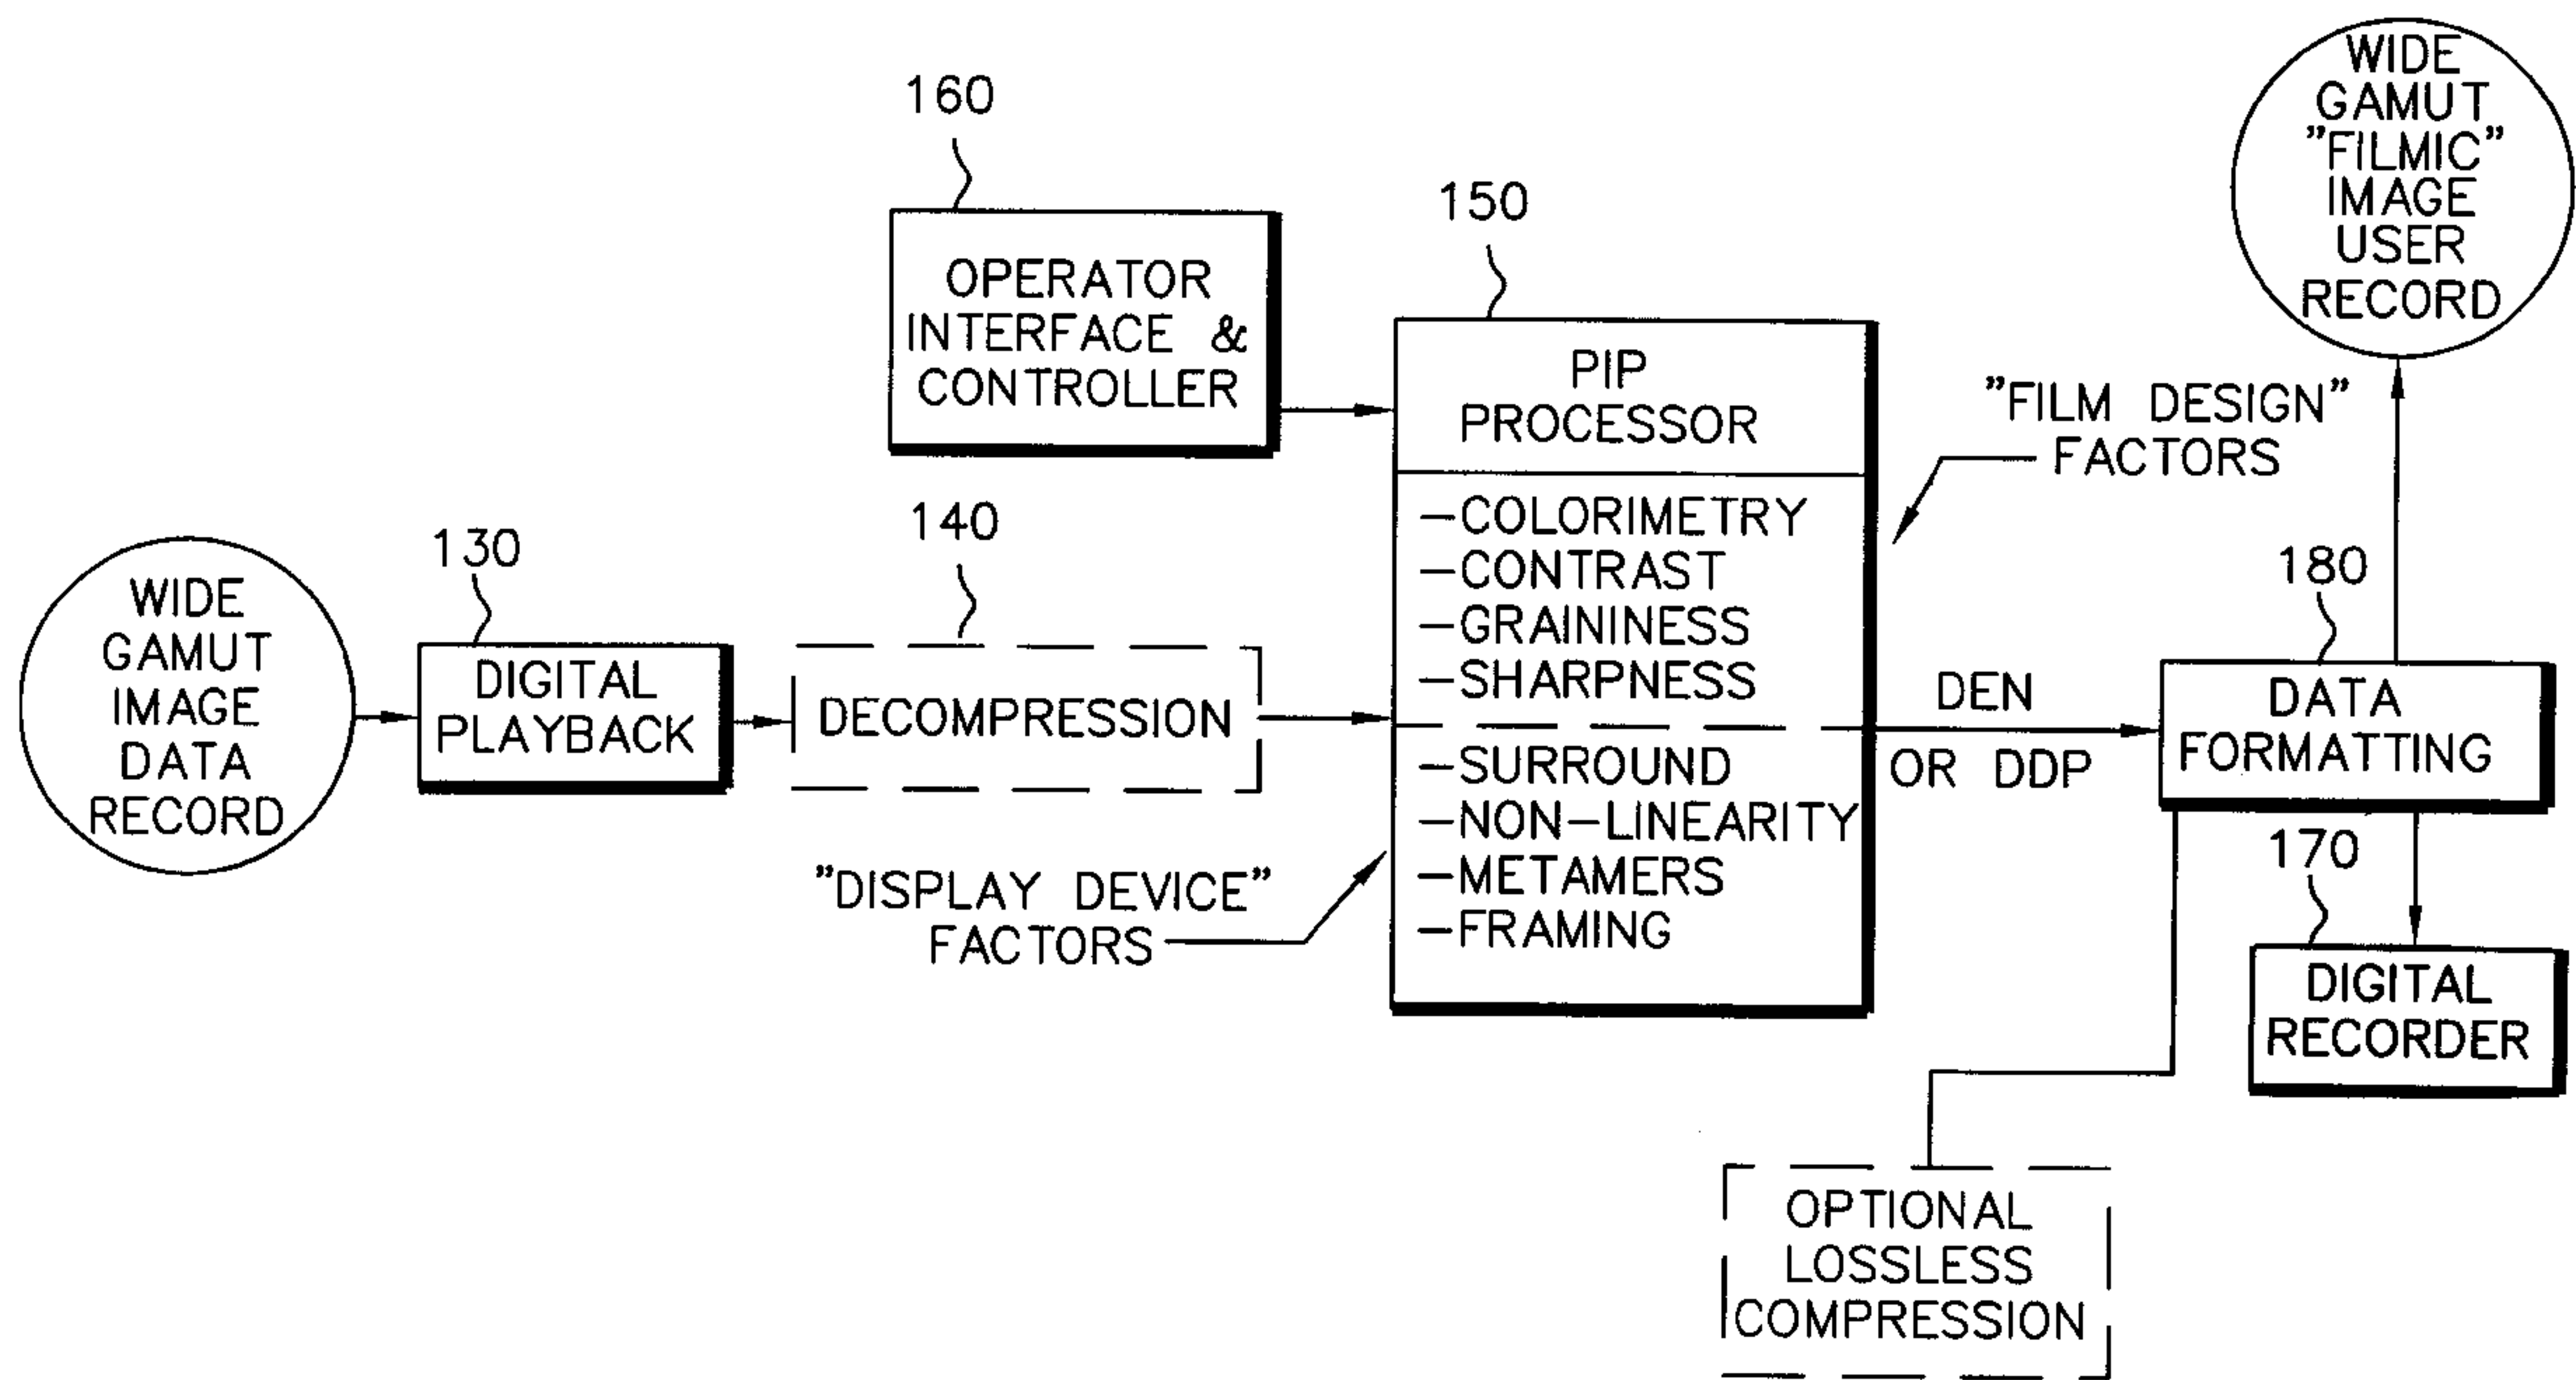 WIDE
GAMUT
IMAGE
DATA
RECORD
130
DIGITAL
PLAYBACK
140
DECOMPRESSION
160
OPERATOR
INTERFACE &
CONTROLLER
150
PIP
PROCESSOR
-COLORIMETRY
-CONTRAST
-GRAININESS
-SHARPNESS
-SURROUND
-NON-LINEARITY
-METAMERS
-FRAMING
"DISPLAY DEVICE"
FACTORS
"FILM DESIGN"
FACTORS
DEN
OR DDP
180
DATA
FORMATTING
WIDE
GAMUT
"FILMIC"
IMAGE
USER
RECORD
170
DIGITAL
RECORDER
OPTIONAL
LOSSLESS
COMPRESSION